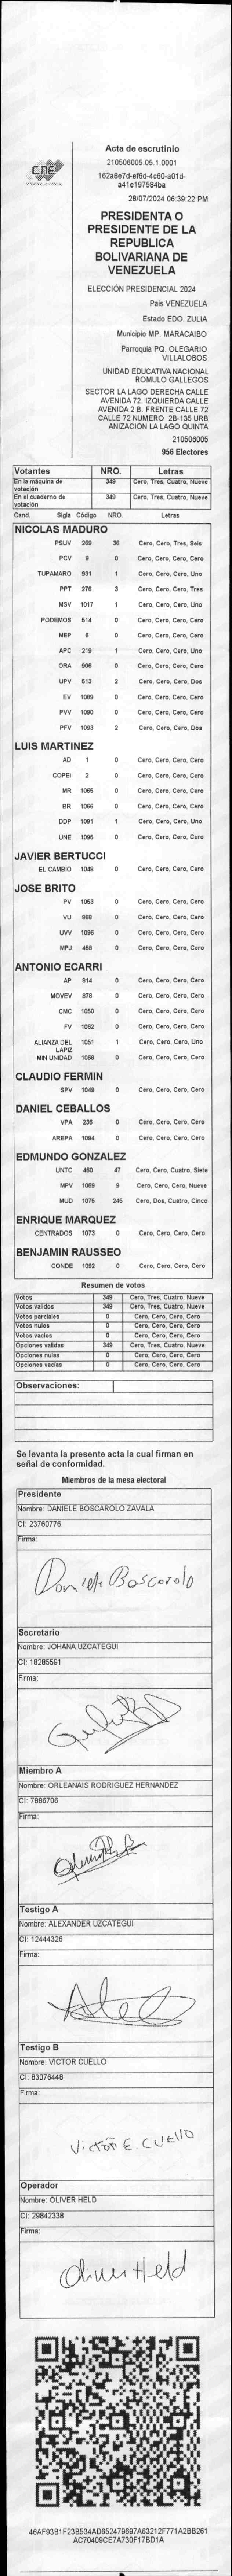 CNE
Acta de escrutinio
210506005.05.1.0001
162a8e7d-ef6d-4c60-a01d-
a41e197584ba
28/07/2024 06:39:22 PM
PRESIDENTA O
PRESIDENTE DE LA
REPUBLICA
BOLIVARIANA DE
VENEZUELA
ELECCIÓN PRESIDENCIAL 2024
País VENEZUELA
Estado EDO. ZULIA
Municipio MP. MARACAIBO
Parroquia PQ. OLEGARIO
VILLALOBOS
UNIDAD EDUCATIVA NACIONAL
ROMULO GALLEGOS
SECTOR LA LAGO DERECHA CALLE
AVENIDA 72. IZQUIERDA CALLE
AVENIDA 2 B. FRENTE CALLE 72
CALLE 72 NUMERO 2B-135 URB
ANIZACION LA LAGO QUINTA
210506005
956 Electores
Votantes NRO. Letras
En la máquina de votación 349 Cero, Tres, Cuatro, Nueve
En el cuaderno de votación 349 Cero, Tres, Cuatro, Nueve
Cand. Sigla Código NRO. Letras
NICOLAS MADURO
PSUV 269 36 Cero, Cero, Tres, Seis
PCV 9 0 Cero, Cero, Cero, Cero
TUPAMARO 931 1 Cero, Cero, Cero, Uno
PPT 276 3 Cero, Cero, Cero, Tres
MSV 1017 1 Cero, Cero, Cero, Uno
PODEMOS 514 0 Cero, Cero, Cero, Cero
MEP 6 0 Cero, Cero, Cero, Cero
APC 219 1 Cero, Cero, Cero, Uno
ORA 906 0 Cero, Cero, Cero, Cero
UPV 613 2 Cero, Cero, Cero, Dos
EV 1089 0 Cero, Cero, Cero, Cero
PVV 1090 0 Cero, Cero, Cero, Cero
PFV 1093 2 Cero, Cero, Cero, Dos
LUIS MARTINEZ
AD 1 0 Cero, Cero, Cero, Cero
COPEI 2 0 Cero, Cero, Cero, Cero
MR 1065 0 Cero, Cero, Cero, Cero
BR 1066 0 Cero, Cero, Cero, Cero
DDP 1091 1 Cero, Cero, Cero, Uno
UNE 1095 0 Cero, Cero, Cero, Cero
JAVIER BERTUCCI
EL CAMBIO 1048 0 Cero, Cero, Cero, Cero
JOSE BRITO
PV 1053 0 Cero, Cero, Cero, Cero
VU 868 0 Cero, Cero, Cero, Cero
UVV 1096 0 Cero, Cero, Cero, Cero
MPJ 458 0 Cero, Cero, Cero, Cero
ANTONIO ECARRI
AP 814 0 Cero, Cero, Cero, Cero
MOVEV 878 0 Cero, Cero, Cero, Cero
CMC 1050 0 Cero, Cero, Cero, Cero
FV 1062 0 Cero, Cero, Cero, Cero
ALIANZA DEL LAPIZ 1051 1 Cero, Cero, Cero, Uno
MIN UNIDAD 1068 0 Cero, Cero, Cero, Cero
CLAUDIO FERMIN
SPV 1049 0 Cero, Cero, Cero, Cero
DANIEL CEBALLOS
VPA 236 0 Cero, Cero, Cero, Cero
AREPA 1094 0 Cero, Cero, Cero, Cero
EDMUNDO GONZALEZ
UNTC 460 47 Cero, Cero, Cuatro, Siete
MPV 1069 9 Cero, Cero, Cero, Nueve
MUD 1075 245 Cero, Dos, Cuatro, Cinco
ENRIQUE MARQUEZ
CENTRADOS 1073 0 Cero, Cero, Cero, Cero
BENJAMIN RAUSSEO
CONDE 1092 0 Cero, Cero, Cero, Cero
Resumen de votos
Votos 349 Cero, Tres, Cuatro, Nueve
Votos validos 349 Cero, Tres, Cuatro, Nueve
Votos parciales 0 Cero, Cero, Cero, Cero
Votos nulos 0 Cero, Cero, Cero, Cero
Votos vacíos 0 Cero, Cero, Cero, Cero
Opciones validas 349 Cero, Tres, Cuatro, Nueve
Opciones nulas 0 Cero, Cero, Cero, Cero
Opciones vacías 0 Cero, Cero, Cero, Cero
Observaciones:
Se levanta la presente acta la cual firman en
señal de conformidad.
Miembros de la mesa electoral
Presidente
Nombre: DANIELE BOSCAROLO ZAVALA
CI: 23760776
Firma:
Daniele Boscarolo
Secretario
Nombre: JOHANA UZCATEGUI
CI: 18285591
Firma:
Miembro A
Nombre: ORLEANAIS RODRIGUEZ HERNANDEZ
CI: 7886706
Firma:
Testigo A
Nombre: ALEXANDER UZCATEGUI
CI: 12444326
Firma:
Testigo B
Nombre: VICTOR CUELLO
CI: 83076448
Firma:
Victor E. Cuello
Operador
Nombre: OLIVER HELD
CI: 29842338
Firma:
Oliver Held
46AF93B1F23B534AD652479697A63212F771A2BB261
AC70409CE7A730F17BD1A